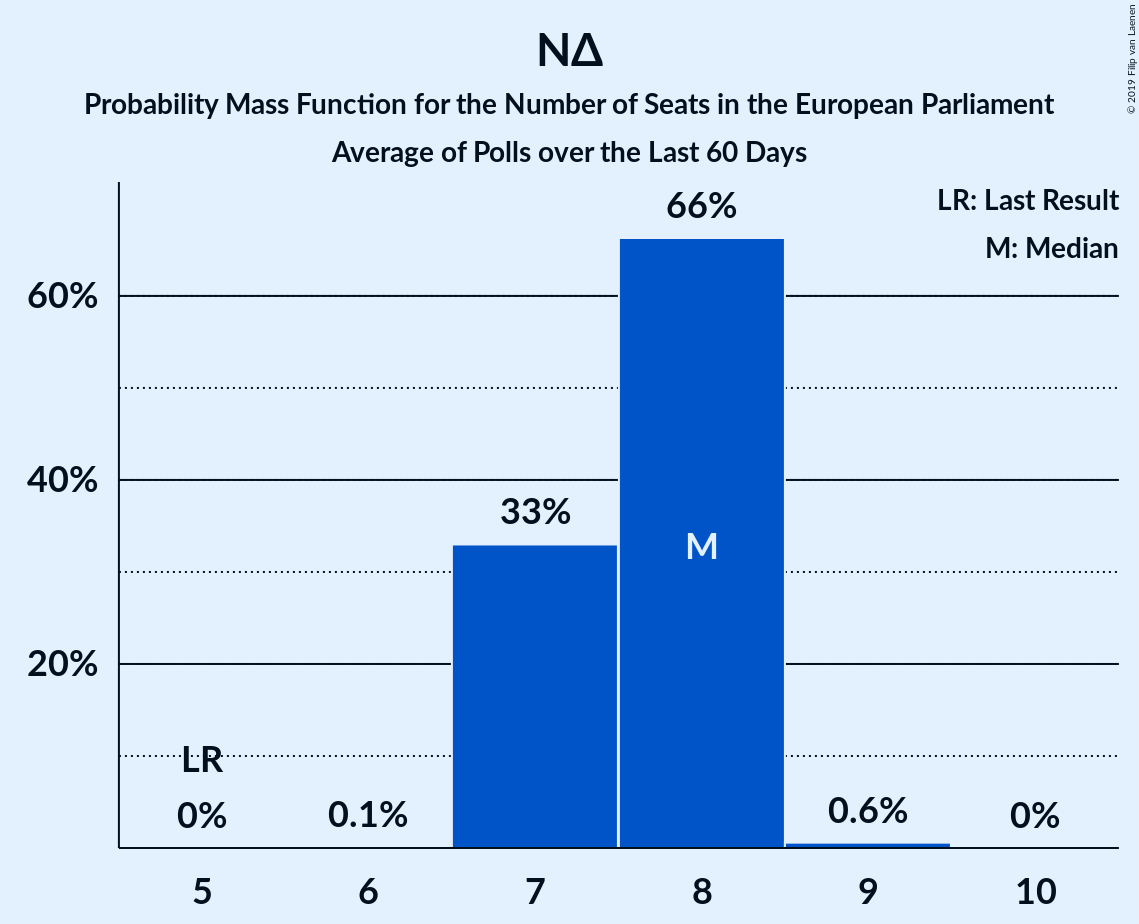 © 2019 Filip van Laenen
ΝΔ
Probability Mass Function for the Number of Seats in the European Parliament
Average of Polls over the Last 60 Days
LR: Last Result
M: Median
60%
40%
20%
LR
0%
0.1%
33%
66%
M
0.6%
0%
5
6
7
8
9
10